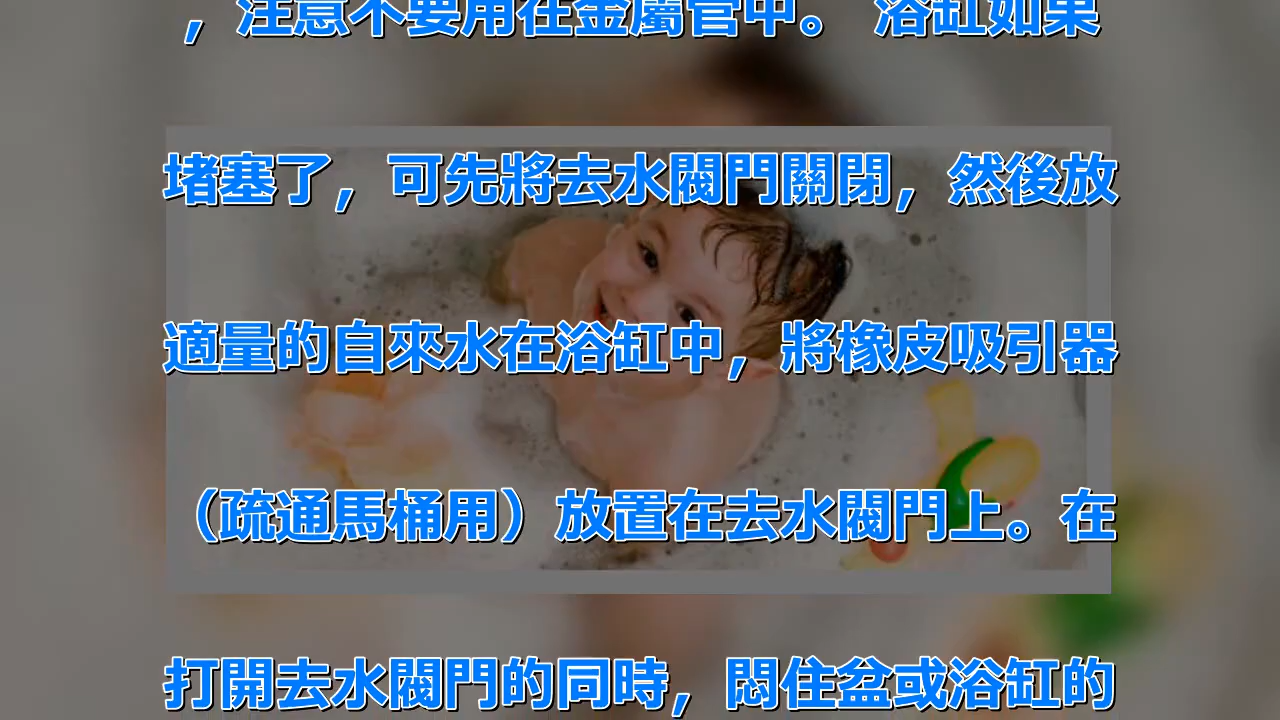 ，注意不要用在金屬管中。 浴缸如果
堵塞了，可先將去水閥門關閉，然後放
適量的自來水在浴缸中，將橡皮吸引器
（疏通馬桶用）放置在去水閥門上。在
打開去水閥門的同時，悶住盆或浴缸的